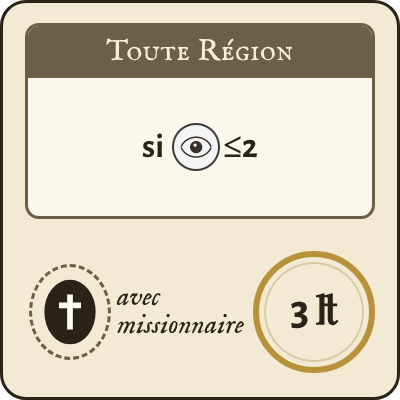 Toute Région
si ≤2
avec
missionnaire
3 ₶